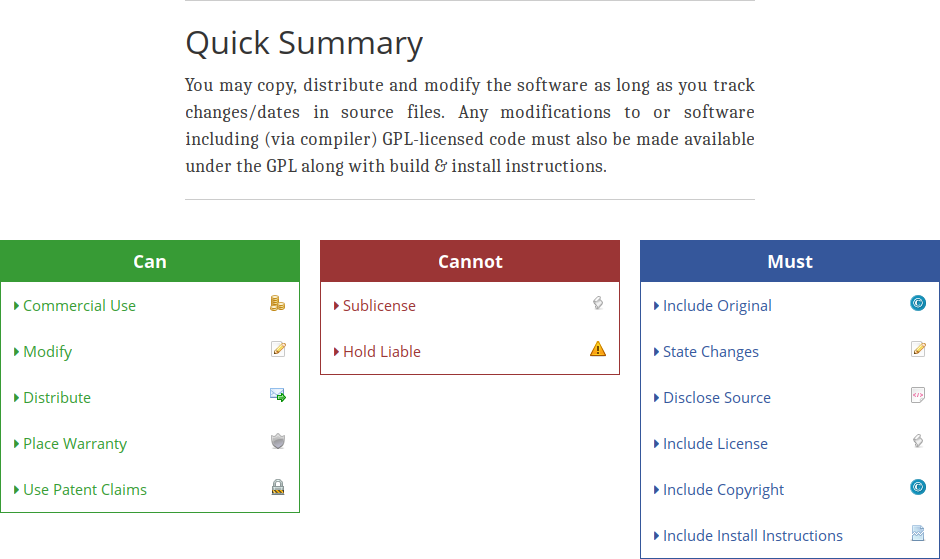 Quick Summary
You may copy, distribute and modify the software as long as you track
changes/dates in source files. Any modifications to or software
including (via compiler) GPL-licensed code must also be made available
under the GPL along with build & install instructions.
Can
Commercial Use
Modify
Distribute
Place Warranty
Use Patent Claims
Cannot
Sublicense
Hold Liable
Must
Include Original
State Changes
Disclose Source
Include License
Include Copyright
Include Install Instructions